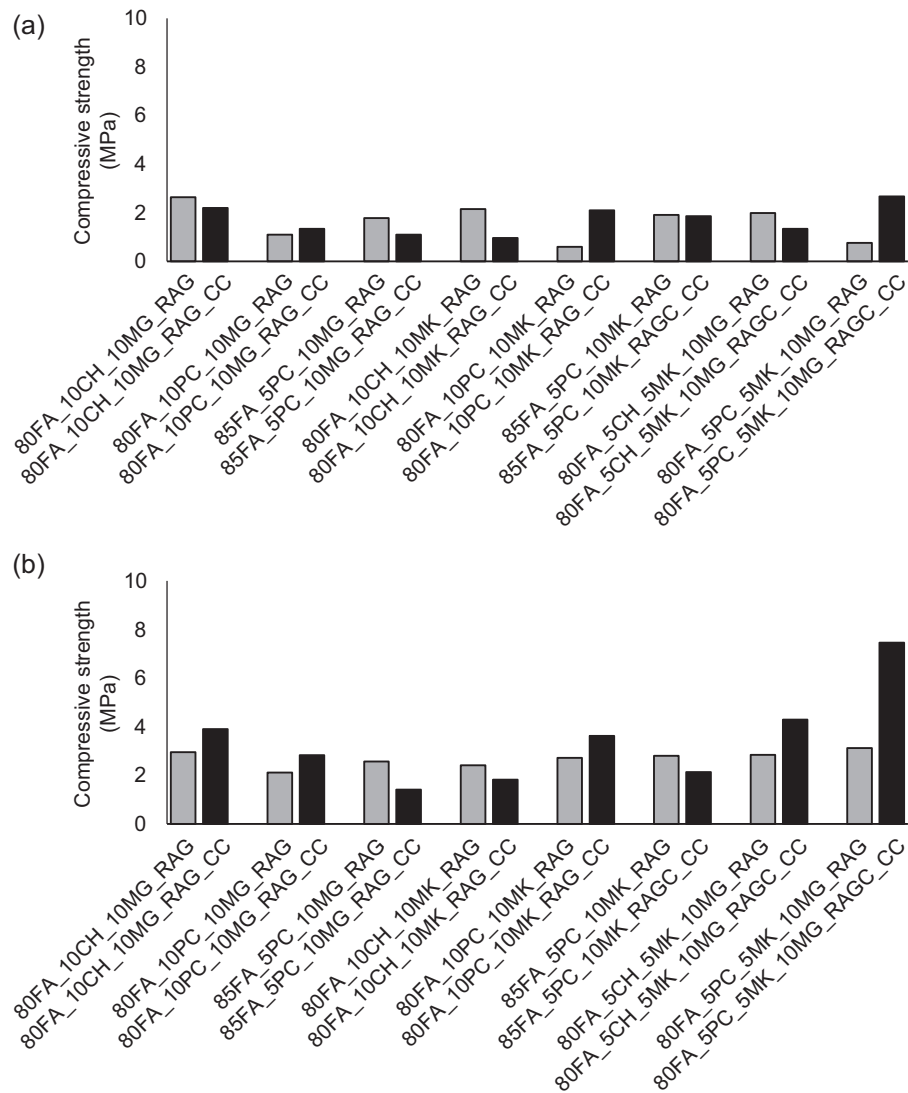 (a)
Compressive strength
(MPa)
10
8
6
4
2
0
80FA_10CH_10MG_RAG
80FA_10CH_10MG_RAG_CC
80FA_10PC_10MG_RAG
80FA_10PC_10MG_RAG_CC
85FA_5PC_10MG_RAG
85FA_5PC_10MG_RAG_CC
80FA_10CH_10MK_RAG
80FA_10CH_10MK_RAG_CC
80FA_10PC_10MK_RAG
80FA_10PC_10MK_RAG_CC
85FA_5PC_10MK_RAG
85FA_5PC_10MK_RAGC_CC
80FA_5CH_5MK_10MG_RAG
80FA_5CH_5MK_10MG_RAGC_CC
80FA_5PC_5MK_10MG_RAG
80FA_5PC_5MK_10MG_RAGC_CC
(b)
Compressive strength
(MPa)
10
8
6
4
2
0
80FA_10CH_10MG_RAG
80FA_10CH_10MG_RAG_CC
80FA_10PC_10MG_RAG
80FA_10PC_10MG_RAG_CC
85FA_5PC_10MG_RAG
85FA_5PC_10MG_RAG_CC
80FA_10CH_10MK_RAG
80FA_10CH_10MK_RAG_CC
80FA_10PC_10MK_RAG
80FA_10PC_10MK_RAG_CC
85FA_5PC_10MK_RAG
85FA_5PC_10MK_RAGC_CC
80FA_5CH_5MK_10MG_RAG
80FA_5CH_5MK_10MG_RAGC_CC
80FA_5PC_5MK_10MG_RAG
80FA_5PC_5MK_10MG_RAGC_CC